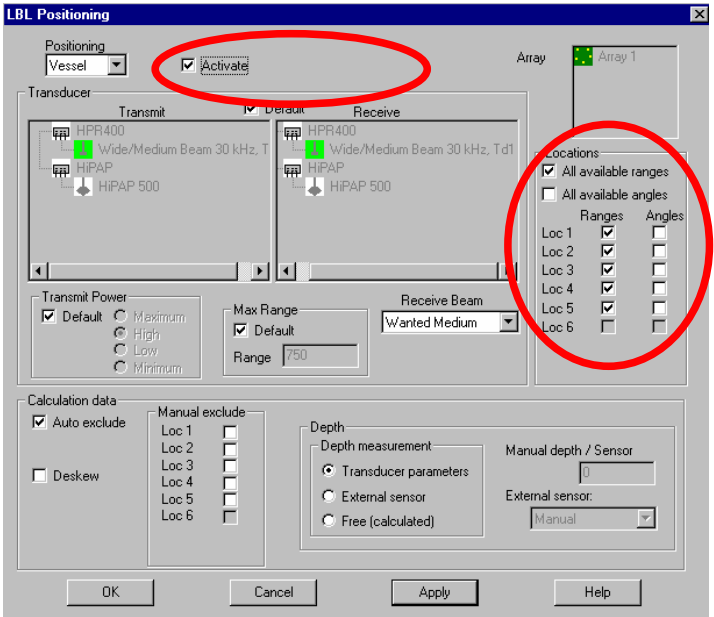 LBL Positioning
Positioning
Vessel
Activate
Array
Array 1
Transducer
Transmit
Default
Receive
HPR400
Wide/Medium Beam 30 kHz, T
HiPAP
HiPAP 500
HPR400
Wide/Medium Beam 30 kHz, Td1
HiPAP
HiPAP 500
Locations
All available ranges
All available angles
Ranges Angles
Loc 1
Loc 2
Loc 3
Loc 4
Loc 5
Loc 6
Transmit Power
Default
Maximum
High
Low
Minimum
Max Range
Default
Range 750
Receive Beam
Wanted Medium
Calculation data
Auto exclude
Deskew
Manual exclude
Loc 1
Loc 2
Loc 3
Loc 4
Loc 5
Loc 6
Depth
Depth measurement
Transducer parameters
External sensor
Free (calculated)
Manual depth / Sensor
0
External sensor:
Manual
OK Cancel Apply Help